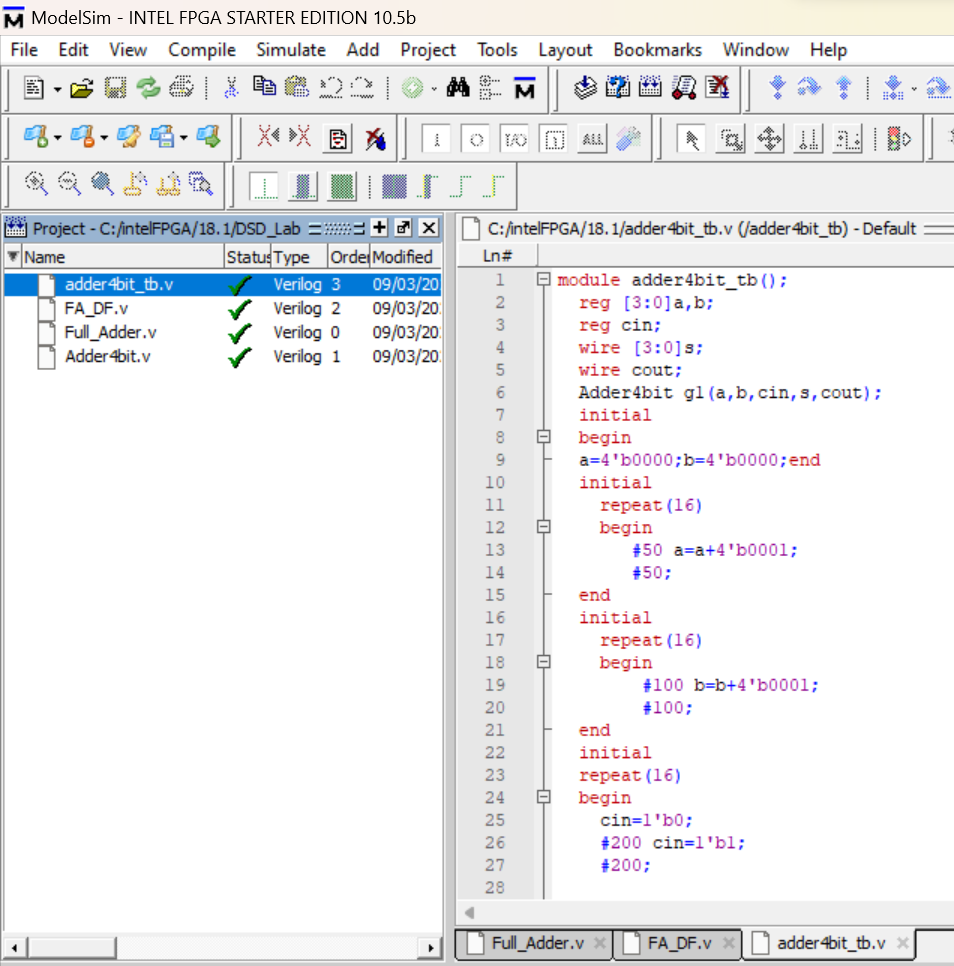 ModelSim - INTEL FPGA STARTER EDITION 10.5b
File Edit View Compile Simulate Add Project Tools Layout Bookmarks Window Help
ALL
Project - C:/intelFPGA/18.1/DSD_Lab
Name Status Type Order Modified
adder4bit_tb.v Verilog 3 09/03/20
FA_DF.v Verilog 2 09/03/20
Full_Adder.v Verilog 0 09/03/20
Adder4bit.v Verilog 1 09/03/20
C:/intelFPGA/18.1/adder4bit_tb.v (/adder4bit_tb) - Default
Ln#
1 module adder4bit_tb();
2 reg [3:0]a,b;
3 reg cin;
4 wire [3:0]s;
5 wire cout;
6 Adder4bit g1(a,b,cin,s,cout);
7 initial
8 begin
9 a=4'b0000;b=4'b0000;end
10 initial
11 repeat(16)
12 begin
13 #50 a=a+4'b0001;
14 #50;
15 end
16 initial
17 repeat(16)
18 begin
19 #100 b=b+4'b0001;
20 #100;
21 end
22 initial
23 repeat(16)
24 begin
25 cin=1'b0;
26 #200 cin=1'b1;
27 #200;
28
Full_Adder.v FA_DF.v adder4bit_tb.v